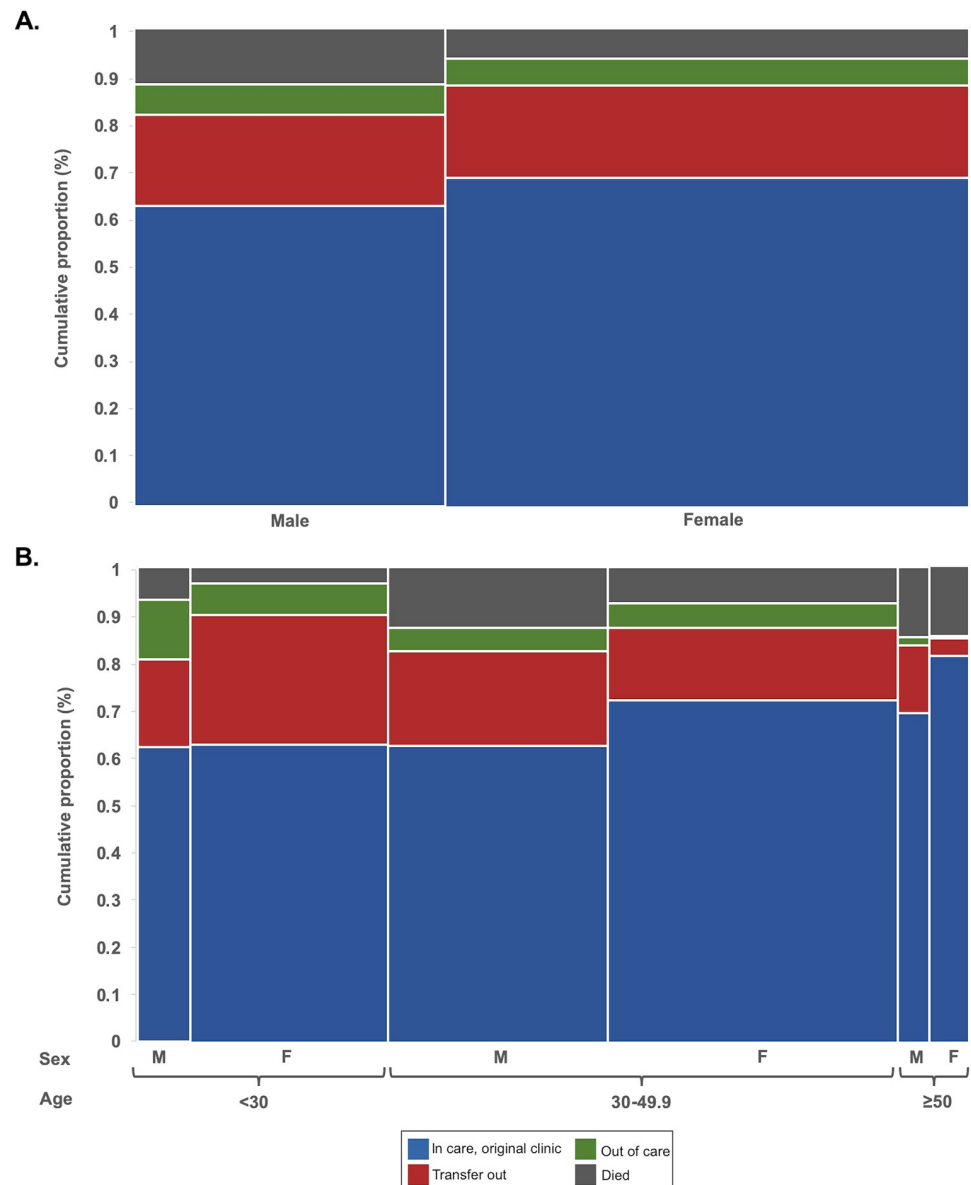 A.
Cumulative proportion (%)
1
0.9
0.8
0.7
0.6
0.5
0.4
0.3
0.2
0.1
0
Male Female
B.
Cumulative proportion (%)
1
0.9
0.8
0.7
0.6
0.5
0.4
0.3
0.2
0.1
0
Sex M F M F M F
Age <30 30-49.9 ≥50
In care, original clinic Out of care
Transfer out Died